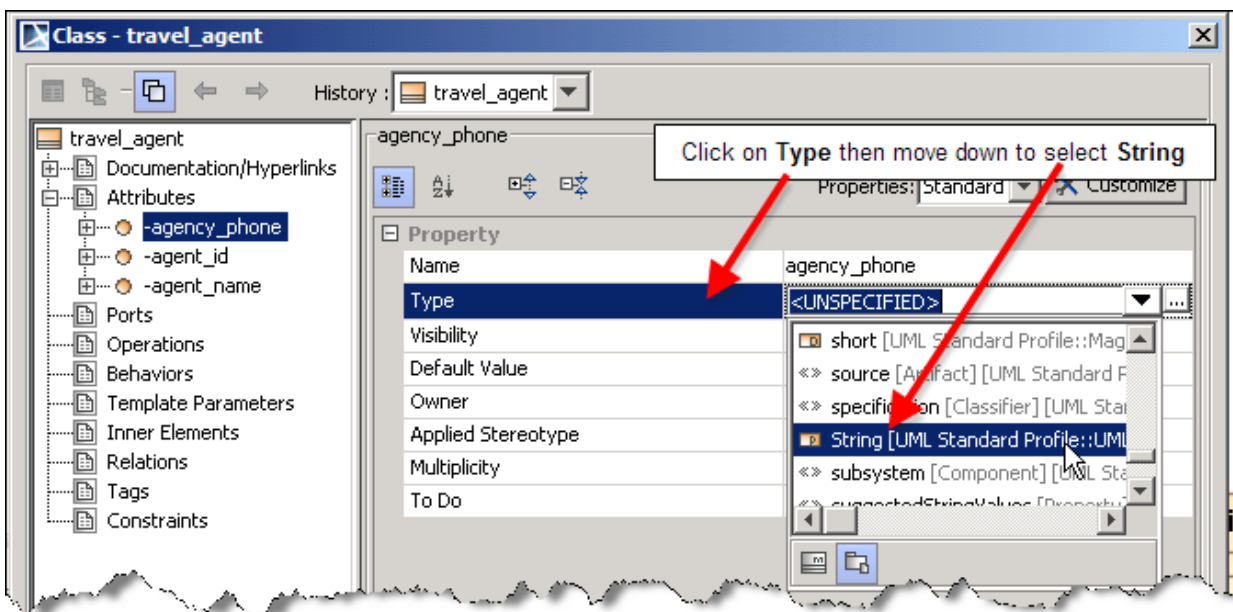 Class - travel_agent
History : travel_agent
travel_agent
Documentation/Hyperlinks
Attributes
-agency_phone
-agent_id
-agent_name
Ports
Operations
Behaviors
Template Parameters
Inner Elements
Relations
Tags
Constraints
agency_phone
Click on Type then move down to select String
Properties: Standard Customize
Property
Name agency_phone
Type <UNSPECIFIED> ...
Visibility
Default Value
Owner
Applied Stereotype
Multiplicity
To Do
short [UML Standard Profile::Mag
source [Artifact] [UML Standard P
specification [Classifier] [UML Sta
String [UML Standard Profile::UML
subsystem [Component] [UML Sta